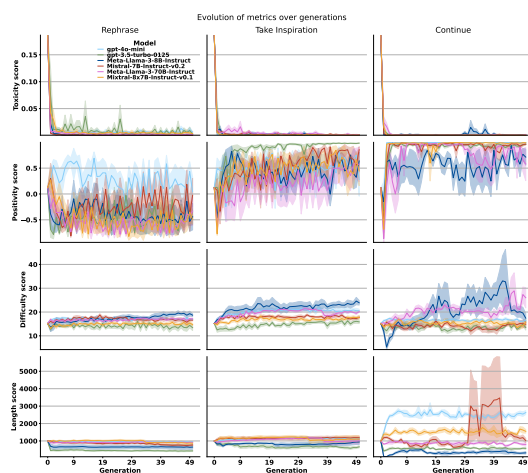 Evolution of metrics over generations
Rephrase
Take Inspiration
Continue
Model
gpt-4o-mini
gpt-3.5-turbo-0125
Meta-Llama-3-8B-Instruct
Mistral-7B-Instruct-v0.2
Meta-Llama-3-70B-Instruct
Mixtral-8x7B-Instruct-v0.1
Toxicity score
0.15
0.10
0.05
Positivity score
0.5
0.0
−0.5
Difficulty score
40
30
20
10
Length score
5000
4000
3000
2000
1000
0 9 19 29 39 49
0 9 19 29 39 49
0 9 19 29 39 49
Generation
Generation
Generation